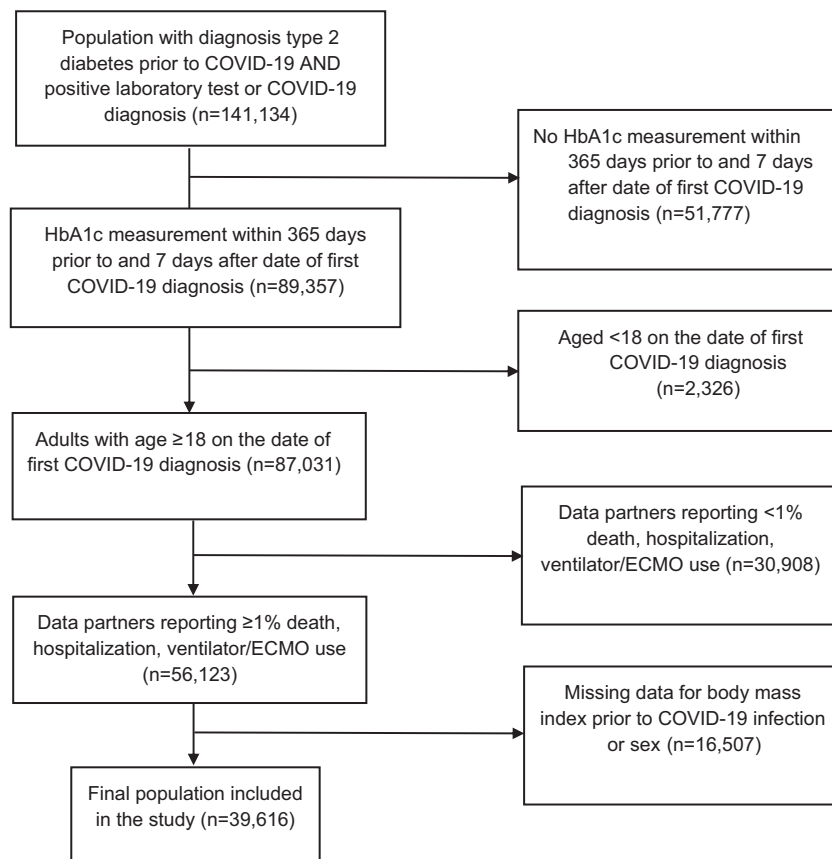 Population with diagnosis type 2
diabetes prior to COVID-19 AND
positive laboratory test or COVID-19
diagnosis (n=141,134)
No HbA1c measurement within
365 days prior to and 7 days
after date of first COVID-19
diagnosis (n=51,777)
HbA1c measurement within 365 days
prior to and 7 days after date of first
COVID-19 diagnosis (n=89,357)
Aged <18 on the date of first
COVID-19 diagnosis
(n=2,326)
Adults with age ≥18 on the date of
first COVID-19 diagnosis (n=87,031)
Data partners reporting <1%
death, hospitalization,
ventilator/ECMO use (n=30,908)
Data partners reporting ≥1% death,
hospitalization, ventilator/ECMO use
(n=56,123)
Missing data for body mass
index prior to COVID-19 infection
or sex (n=16,507)
Final population included
in the study (n=39,616)